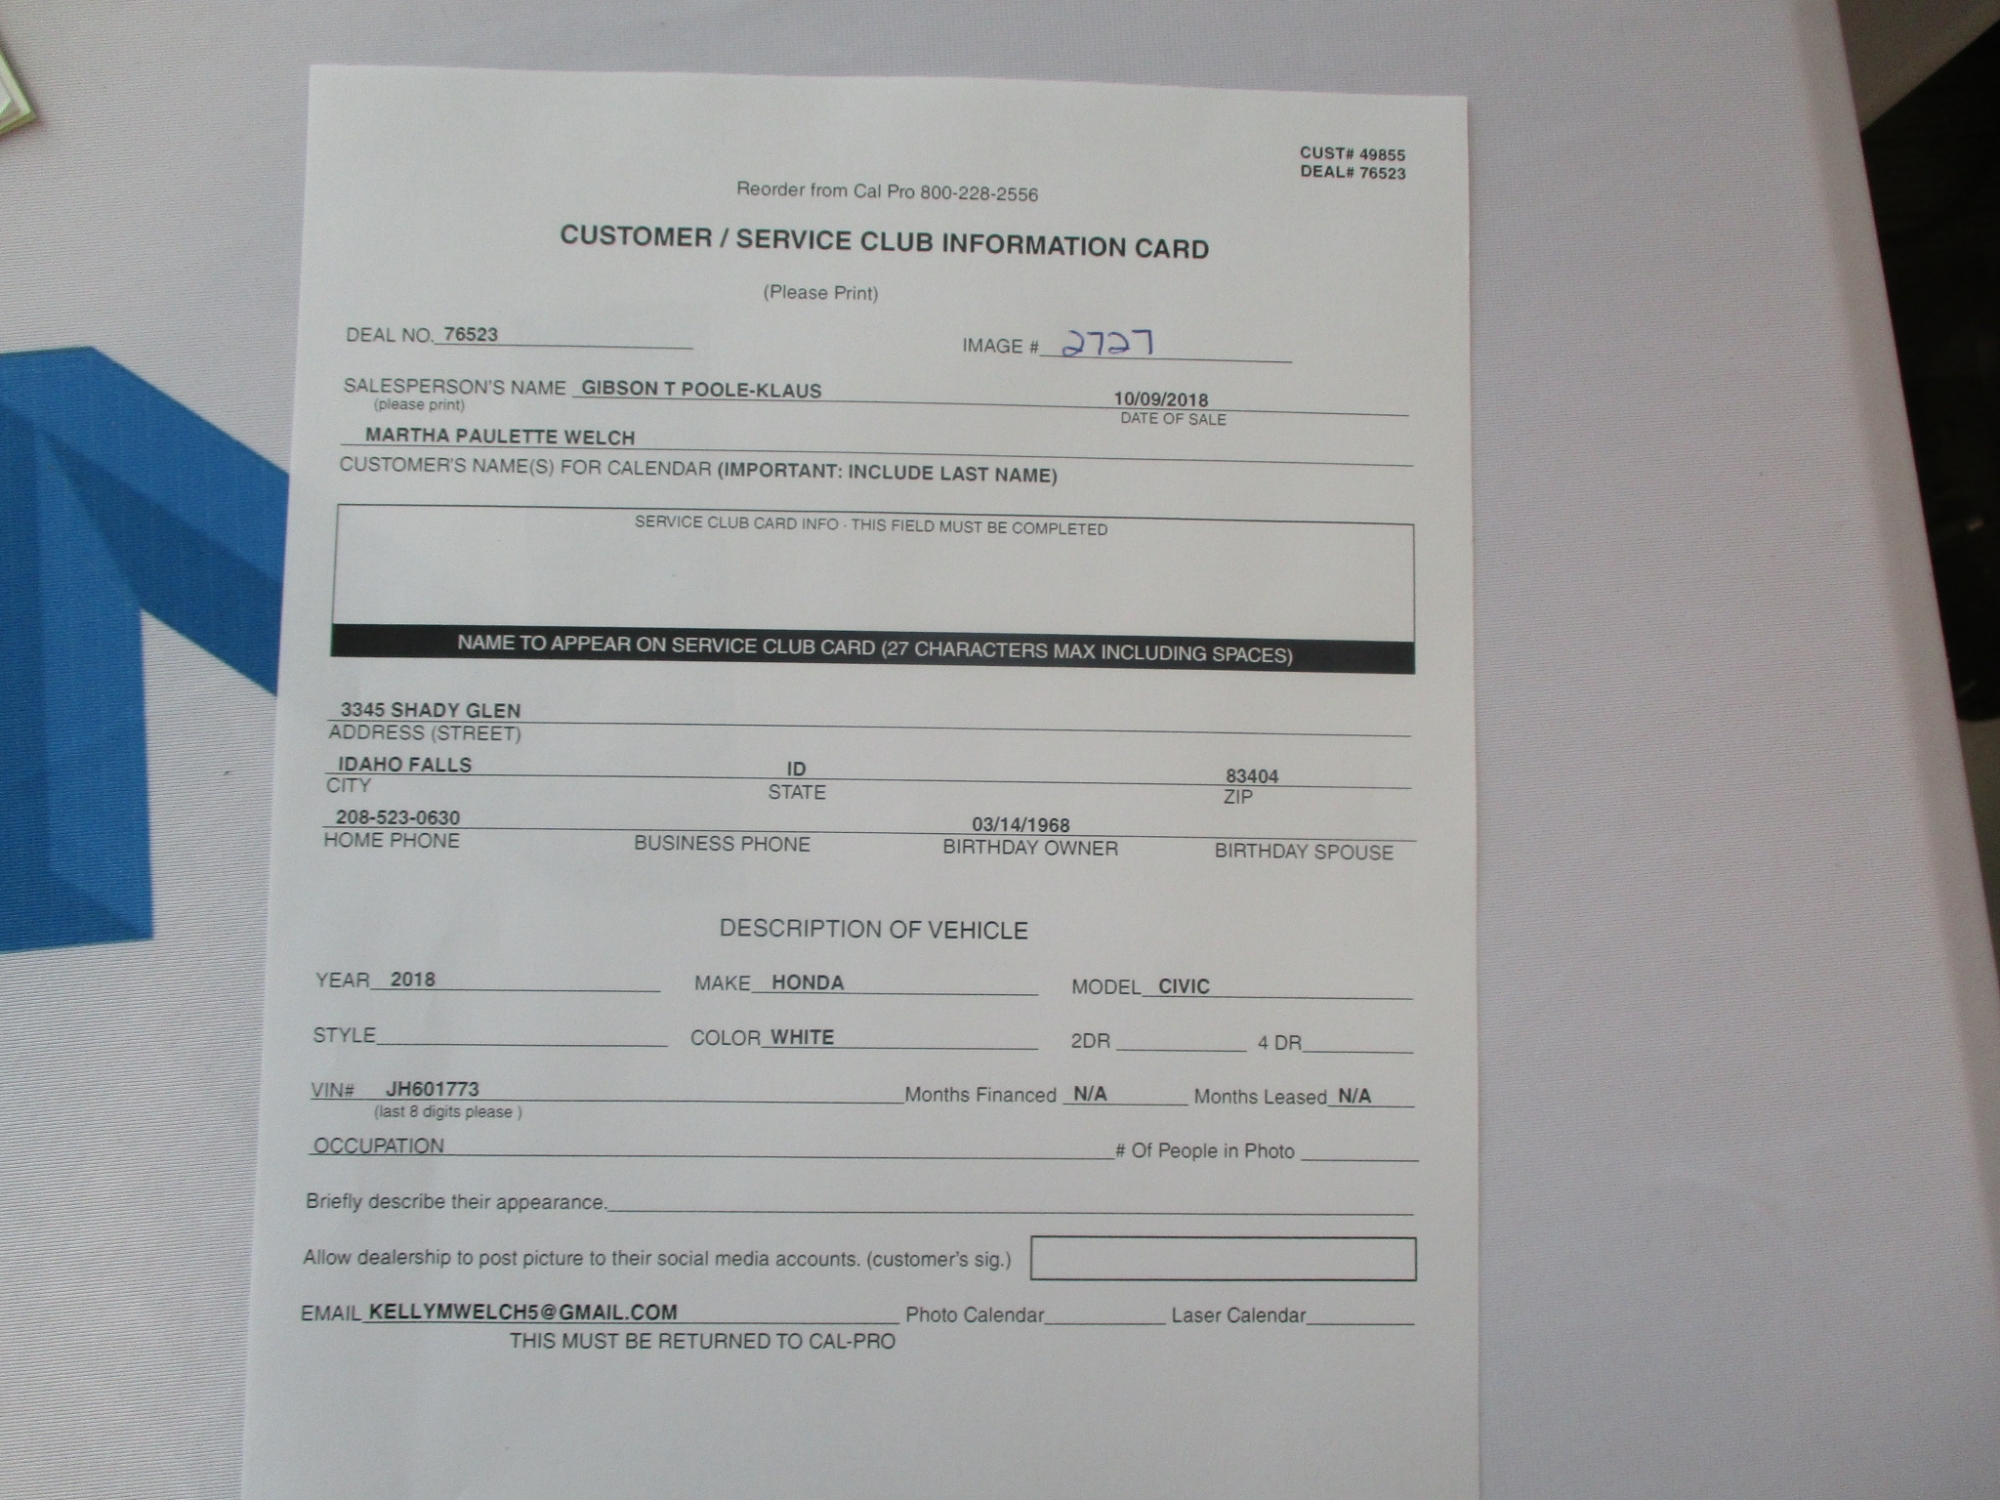 CUST# 49855
DEAL# 76523
Reorder from Cal Pro 800-228-2556
CUSTOMER / SERVICE CLUB INFORMATION CARD
(Please Print)
DEAL NO. 76523 IMAGE # 2727
SALESPERSON'S NAME GIBSON T POOLE-KLAUS 10/09/2018
(please print) DATE OF SALE
MARTHA PAULETTE WELCH
CUSTOMER'S NAME(S) FOR CALENDAR (IMPORTANT: INCLUDE LAST NAME)
SERVICE CLUB CARD INFO - THIS FIELD MUST BE COMPLETED
NAME TO APPEAR ON SERVICE CLUB CARD (27 CHARACTERS MAX INCLUDING SPACES)
3345 SHADY GLEN
ADDRESS (STREET)
IDAHO FALLS ID 83404
CITY STATE ZIP
208-523-0630 03/14/1968
HOME PHONE BUSINESS PHONE BIRTHDAY OWNER BIRTHDAY SPOUSE
DESCRIPTION OF VEHICLE
YEAR 2018 MAKE HONDA MODEL CIVIC
STYLE COLOR WHITE 2DR 4 DR
VIN# JH601773 Months Financed N/A Months Leased N/A
(last 8 digits please )
OCCUPATION # Of People in Photo
Briefly describe their appearance.
Allow dealership to post picture to their social media accounts. (customer's sig.)
EMAIL KELLYMWELCH5@GMAIL.COM Photo Calendar Laser Calendar
THIS MUST BE RETURNED TO CAL-PRO